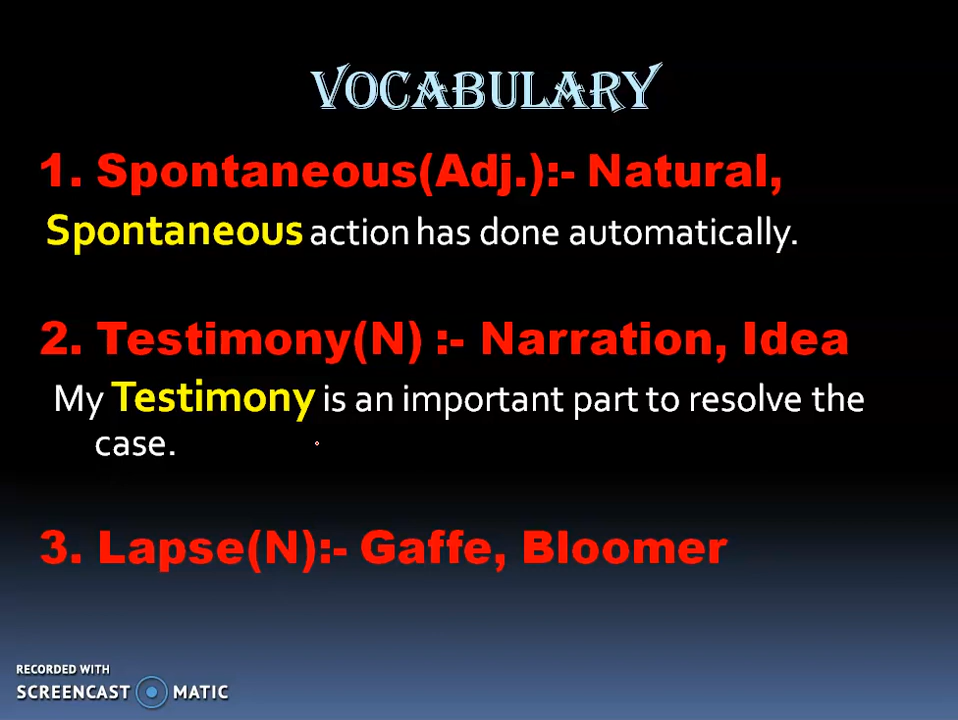 VOCABULARY
1. Spontaneous(Adj.):- Natural,
Spontaneous action has done automatically.
2. Testimony(N) :- Narration, Idea
My Testimony is an important part to resolve the
case.
3. Lapse(N):- Gaffe, Bloomer
RECORDED WITH
SCREENCAST MATIC